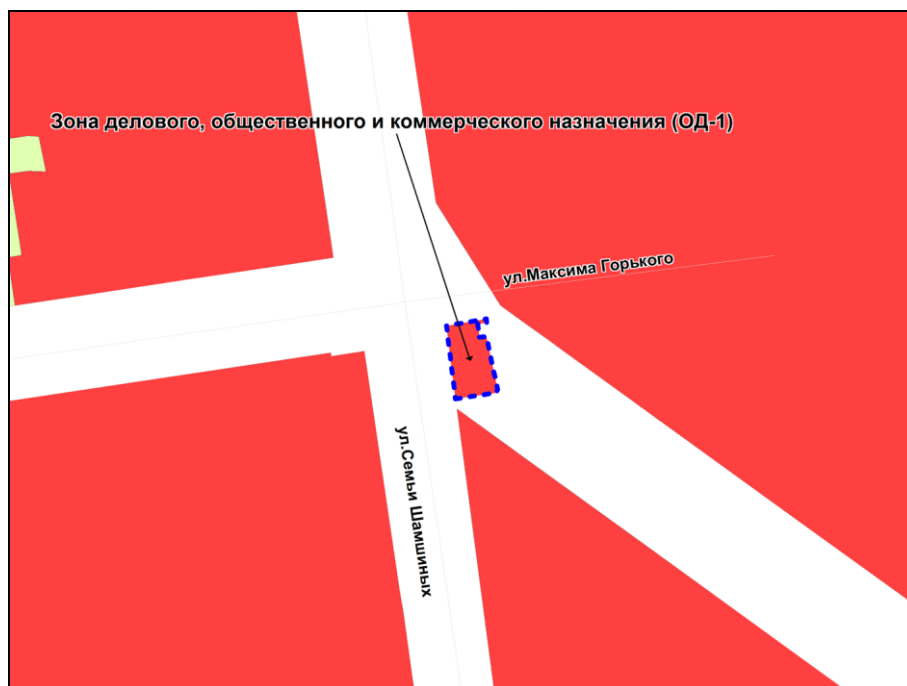 Зона делового, общественного и коммерческого назначения (ОД-1)
ул.Максима Горького
ул.Семьи Шамшиных